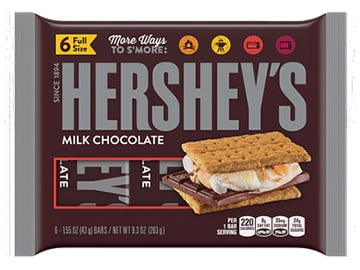 6 Full Size
More Ways
TO S'MORE:
SINCE 1894
HERSHEY'S
MILK CHOCOLATE
LATE
EY'S
LATE
PER
1 BAR
SERVING
220
CALORIES
8g
SAT FAT
35mg
SODIUM
24g
TOTAL
SUGARS
6 - 1.55 OZ (43 g) BARS / NET WT 9.3 OZ (263 g)